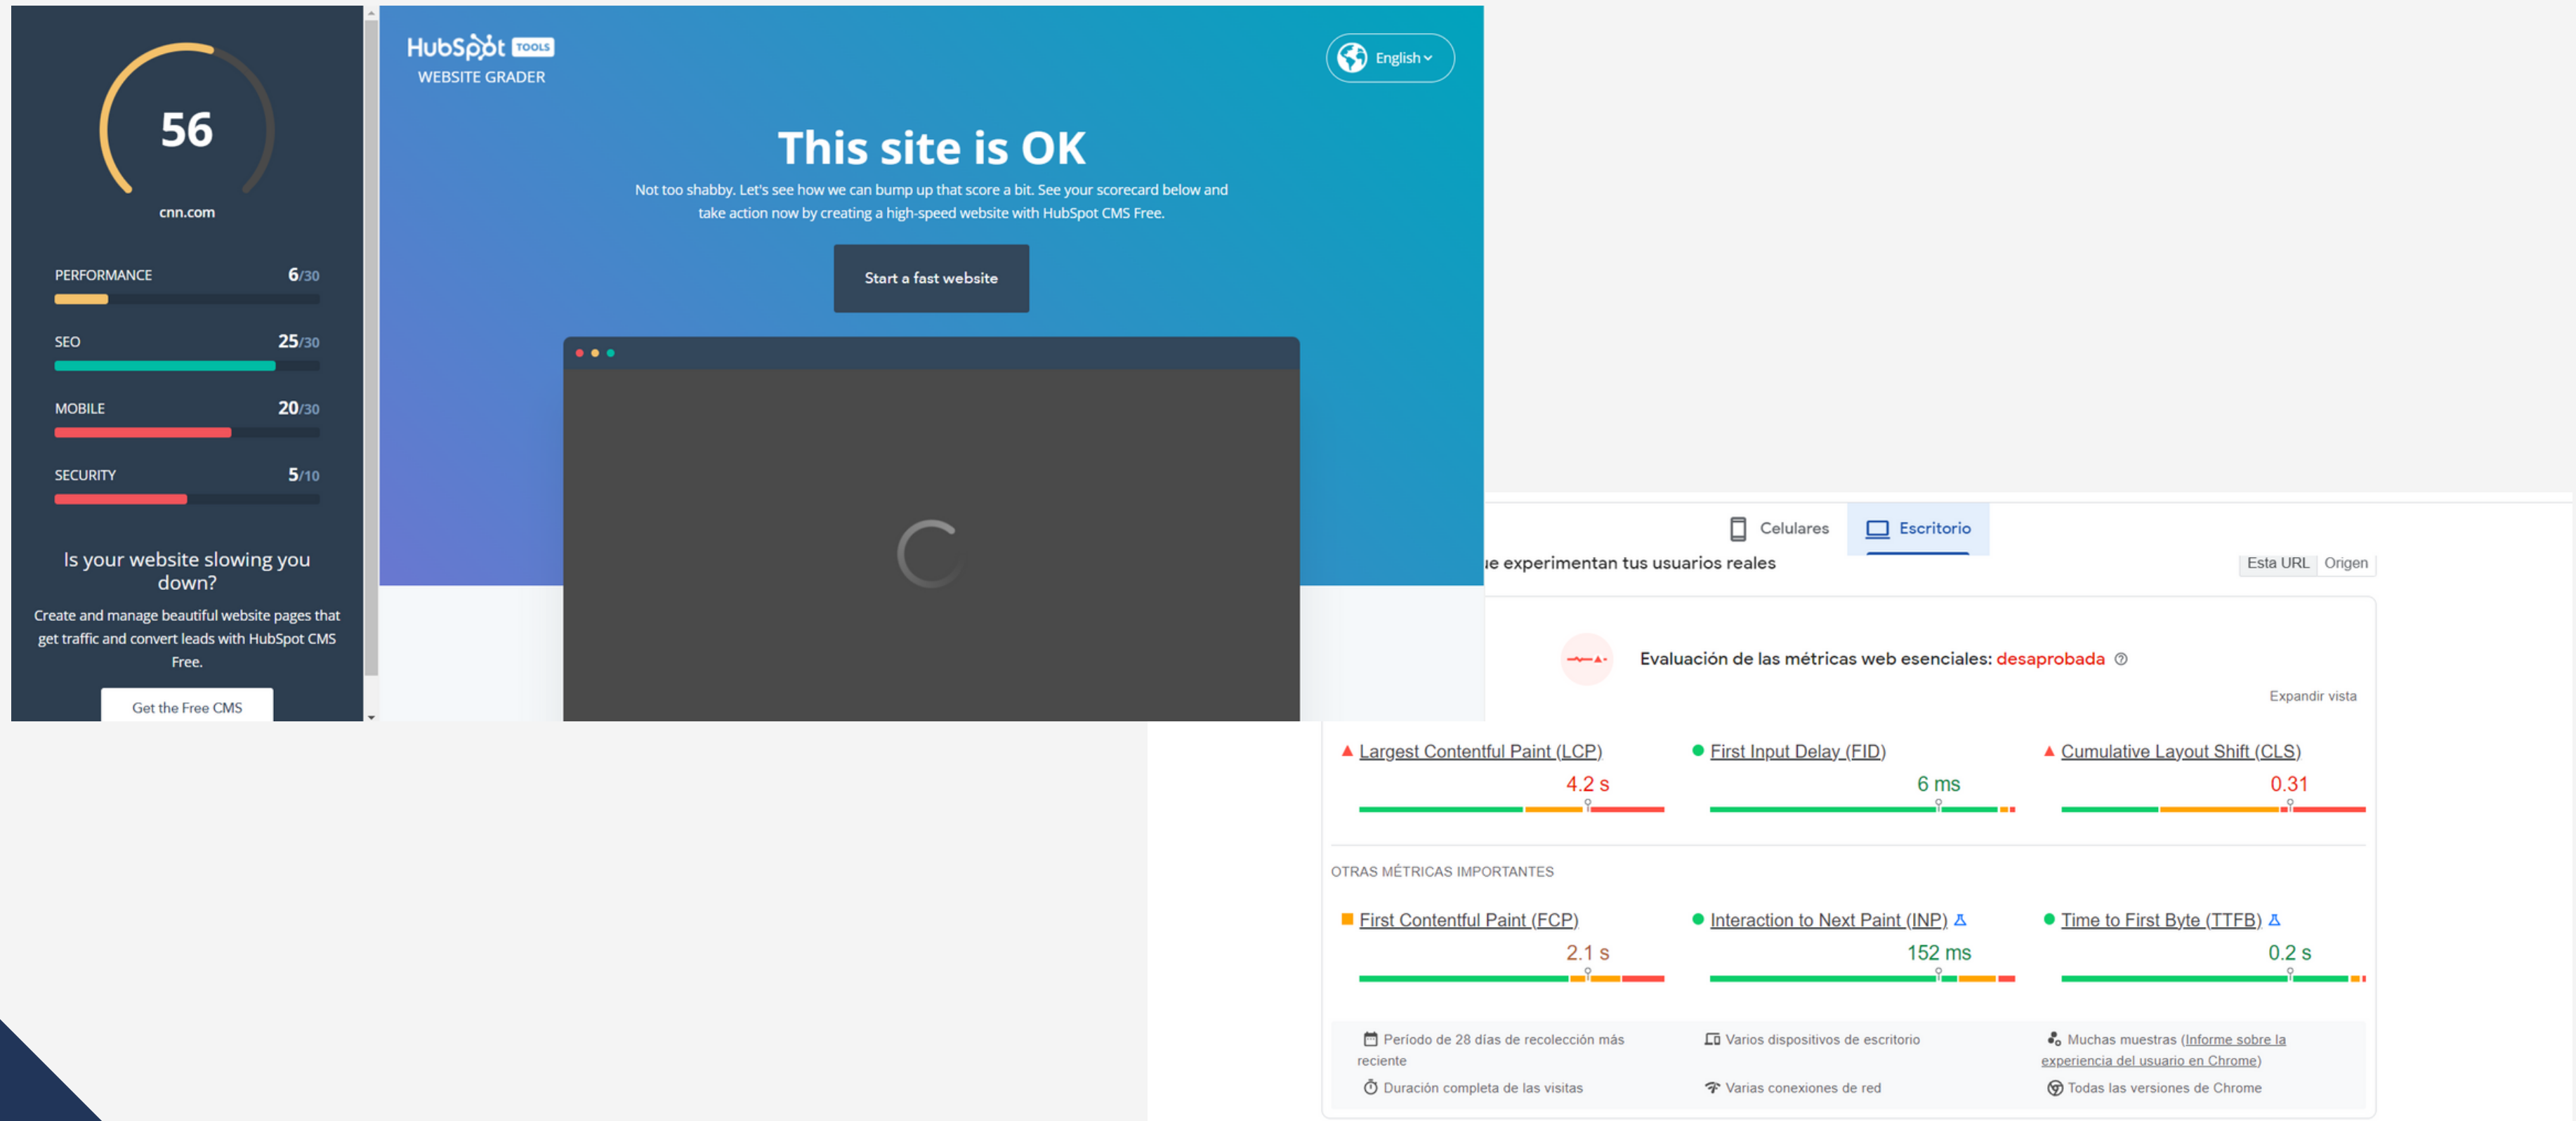 56
cnn.com
PERFORMANCE 6/30
SEO 25/30
MOBILE 20/30
SECURITY 5/10
Is your website slowing you
down?
Create and manage beautiful website pages that
get traffic and convert leads with HubSpot CMS
Free.
Get the Free CMS
HubSpot TOOLS
WEBSITE GRADER
English
This site is OK
Not too shabby. Let's see how we can bump up that score a bit. See your scorecard below and
take action now by creating a high-speed website with HubSpot CMS Free.
Start a fast website
Celulares Escritorio
ue experimentan tus usuarios reales
Esta URL Origen
Evaluación de las métricas web esenciales: desaprobada
Expandir vista
Largest Contentful Paint (LCP)
4.2 s
First Input Delay (FID)
6 ms
Cumulative Layout Shift (CLS)
0.31
OTRAS MÉTRICAS IMPORTANTES
First Contentful Paint (FCP)
2.1 s
Interaction to Next Paint (INP)
152 ms
Time to First Byte (TTFB)
0.2 s
Período de 28 días de recolección más
reciente
Varios dispositivos de escritorio
Muchas muestras (Informe sobre la
experiencia del usuario en Chrome)
Duración completa de las visitas
Varias conexiones de red
Todas las versiones de Chrome